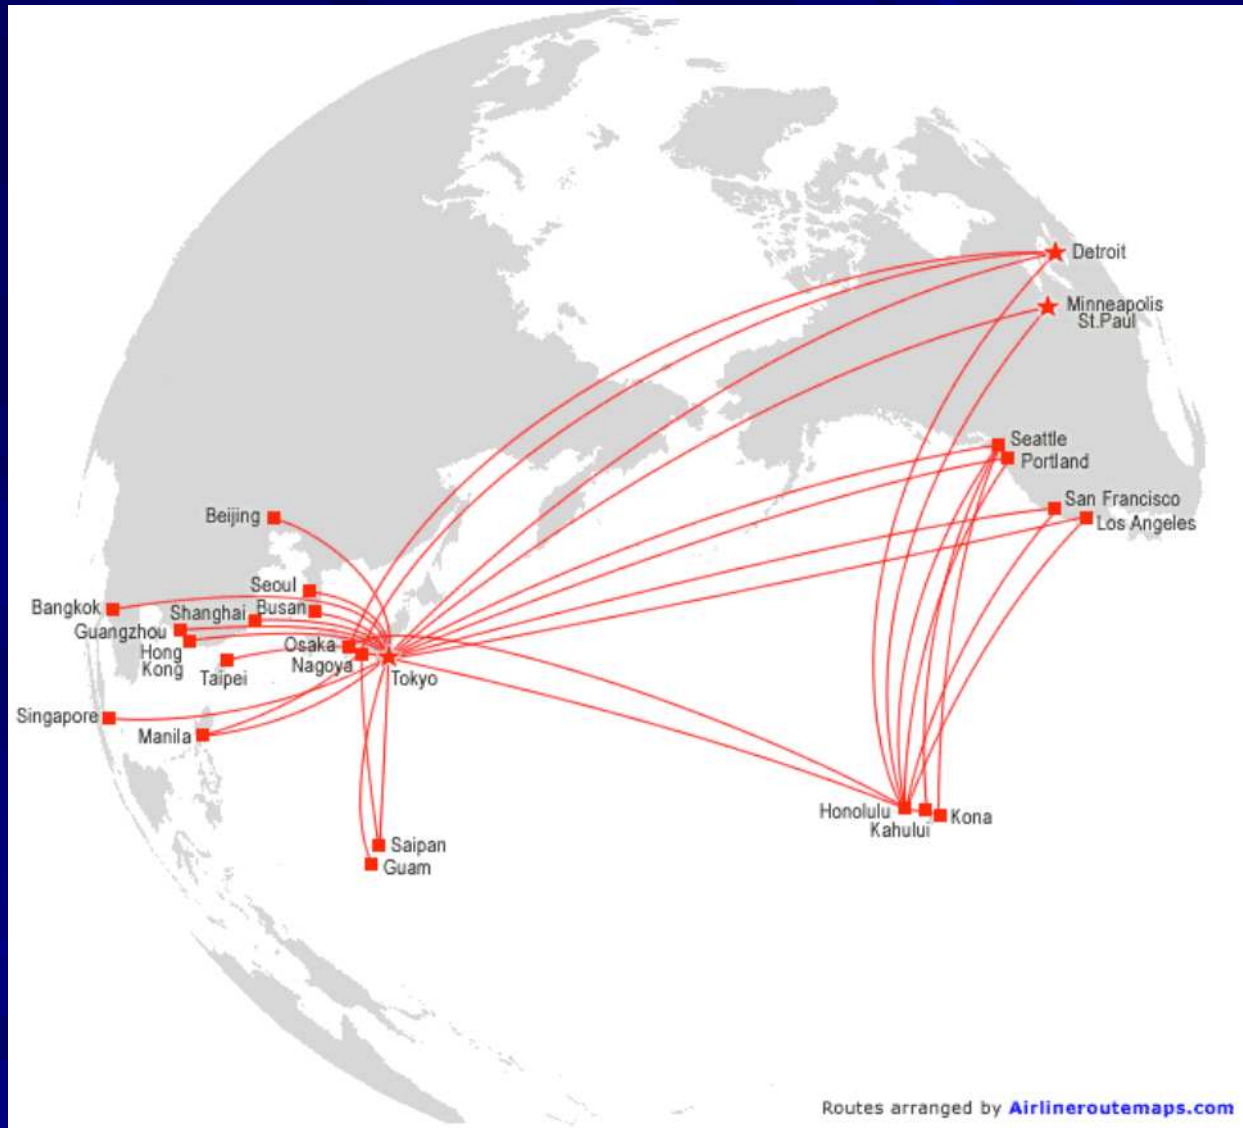 Detroit
Minneapolis
St.Paul
Seattle
Portland
San Francisco
Los Angeles
Beijing
Seoul
Bangkok
Shanghai
Busan
Guangzhou
Hong
Kong
Osaka
Nagoya
Taipei
Tokyo
Singapore
Manila
Honolulu
Kahului
Kona
Saipan
Guam
Routes arranged by Airlineroutemaps.com